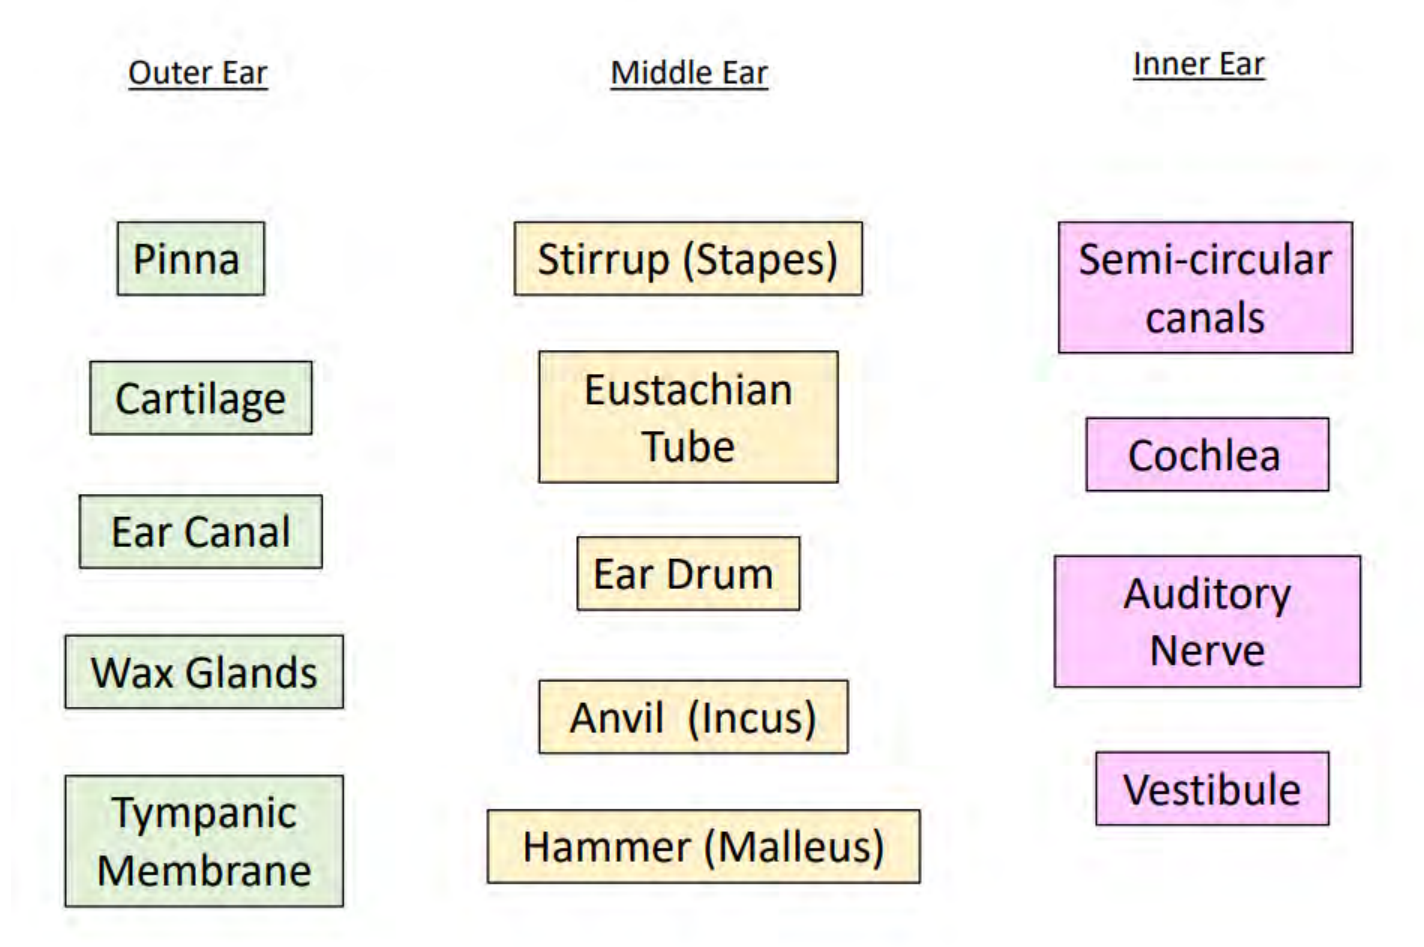 Outer Ear
Pinna
Cartilage
Ear Canal
Wax Glands
Tympanic
Membrane
Middle Ear
Stirrup (Stapes)
Eustachian
Tube
Ear Drum
Anvil  (Incus)
Hammer (Malleus)
Inner Ear
Semi-circular
canals
Cochlea
Auditory
Nerve
Vestibule